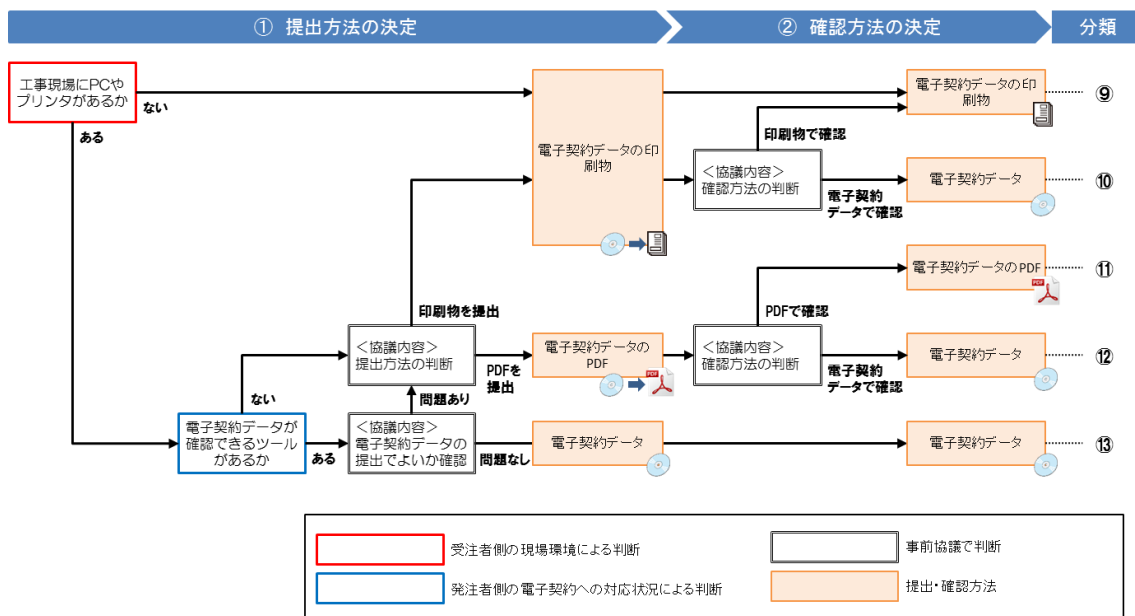 ① 提出方法の決定
② 確認方法の決定
分類
工事現場にPCや
プリンタがあるか
ない
ある
電子契約データの印
刷物
電子契約データの印
刷物
⑨
印刷物で確認
＜協議内容＞
確認方法の判断
電子契約
データで確認
電子契約データ
⑩
電子契約データのPDF
PDF
⑪
印刷物を提出
PDFで確認
＜協議内容＞
提出方法の判断
PDFを
提出
電子契約データの
PDF
PDF
＜協議内容＞
確認方法の判断
電子契約
データで確認
電子契約データ
⑫
ない
問題あり
電子契約データが
確認できるツール
があるか
ある
＜協議内容＞
電子契約データの
提出でよいか確認
問題なし
電子契約データ
電子契約データ
⑬
受注者側の現場環境による判断
事前協議で判断
発注者側の電子契約への対応状況による判断
提出・確認方法